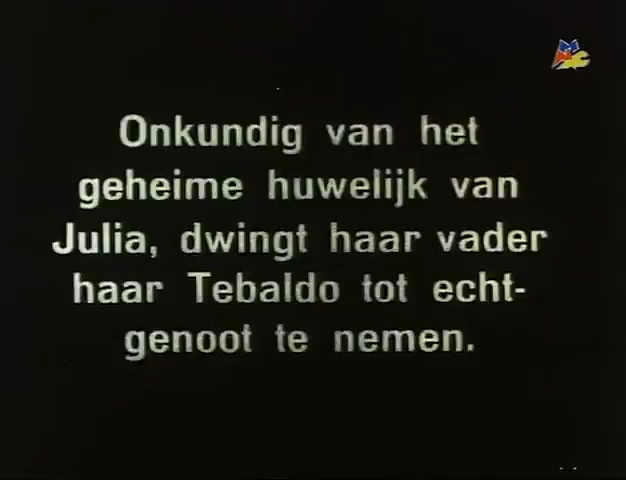 Onkundig van het
geheime huwelijk van
Julia, dwingt haar vader
haar Tebaldo tot echt-
genoot te nemen.